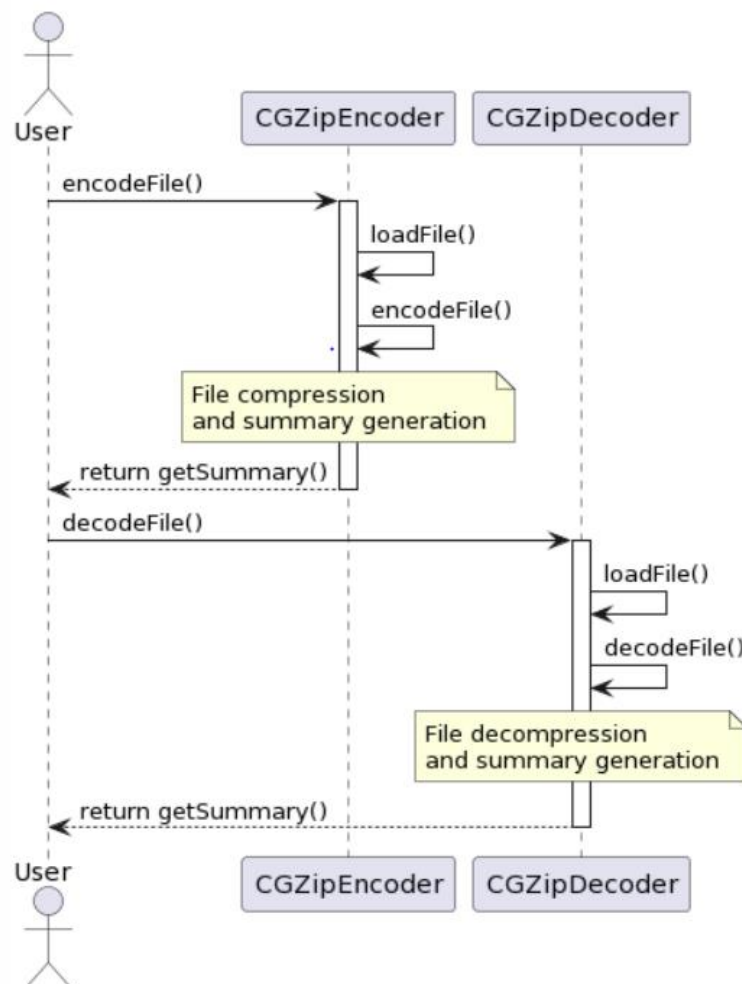 User
CGZipEncoder
CGZipDecoder
encodeFile()
loadFile()
encodeFile()
File compression
and summary generation
return getSummary()
decodeFile()
loadFile()
decodeFile()
File decompression
and summary generation
return getSummary()
User
CGZipEncoder
CGZipDecoder